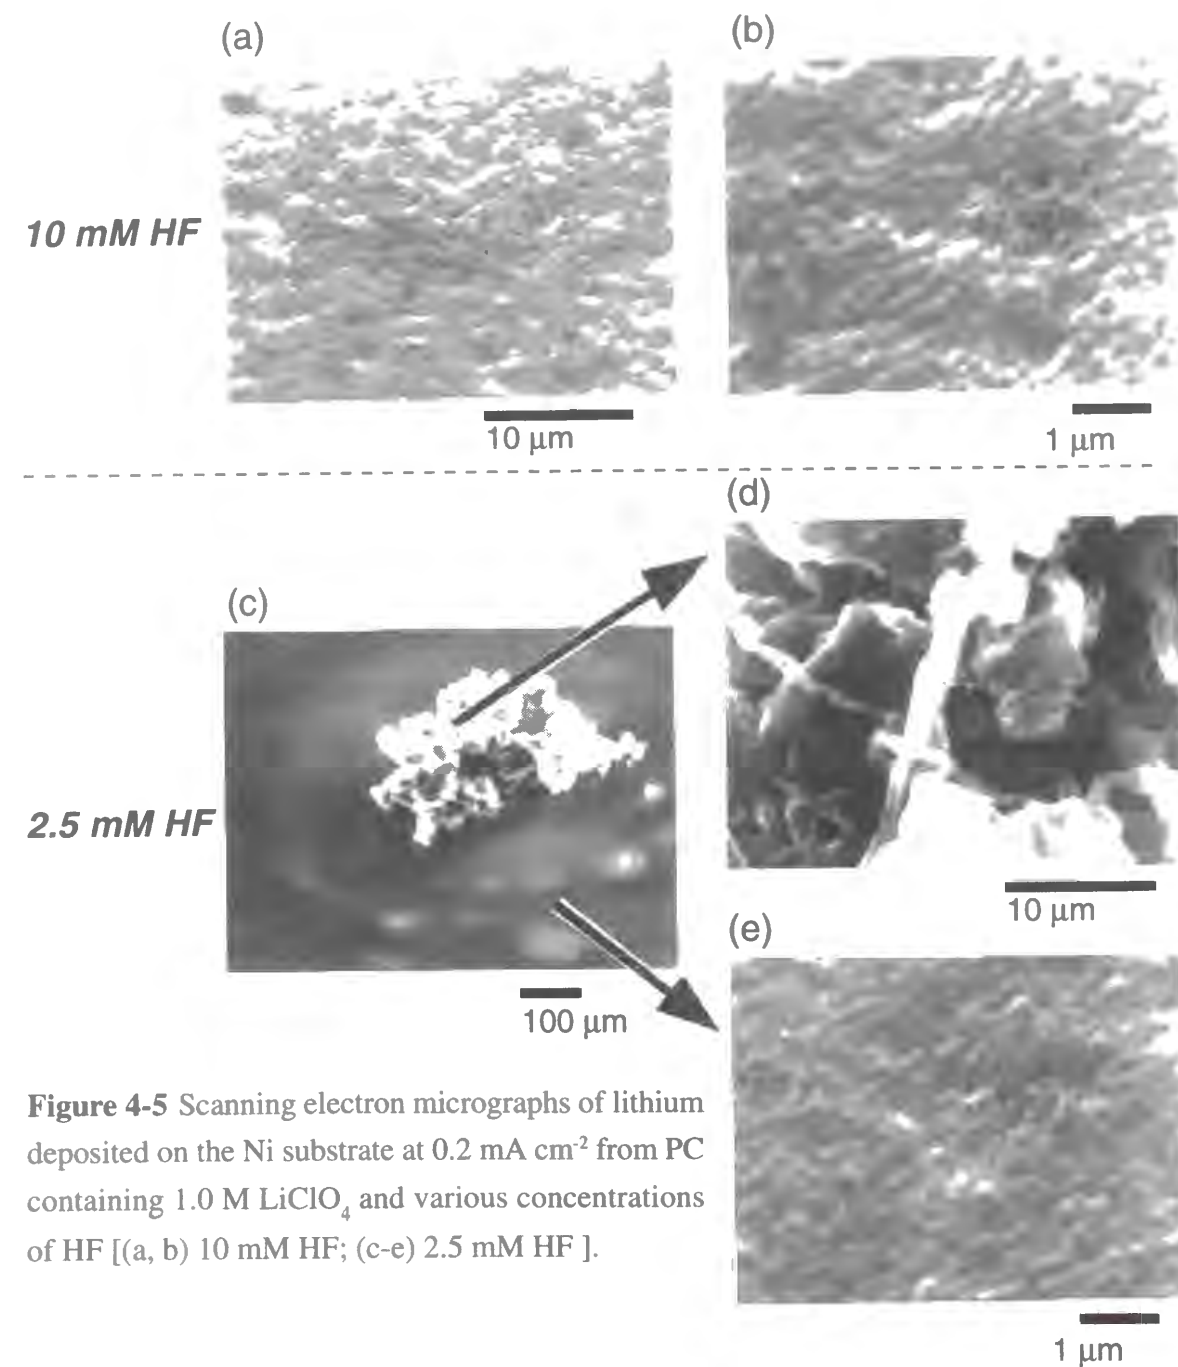 (a)
(b)
10 mM HF
10 μm
1 μm
(d)
(c)
2.5 mM HF
10 μm
(e)
100 μm
Figure 4-5 Scanning electron micrographs of lithium
deposited on the Ni substrate at 0.2 mA cm⁻² from PC
containing 1.0 M LiClO₄ and various concentrations
of HF [(a, b) 10 mM HF; (c-e) 2.5 mM HF ].
1 μm